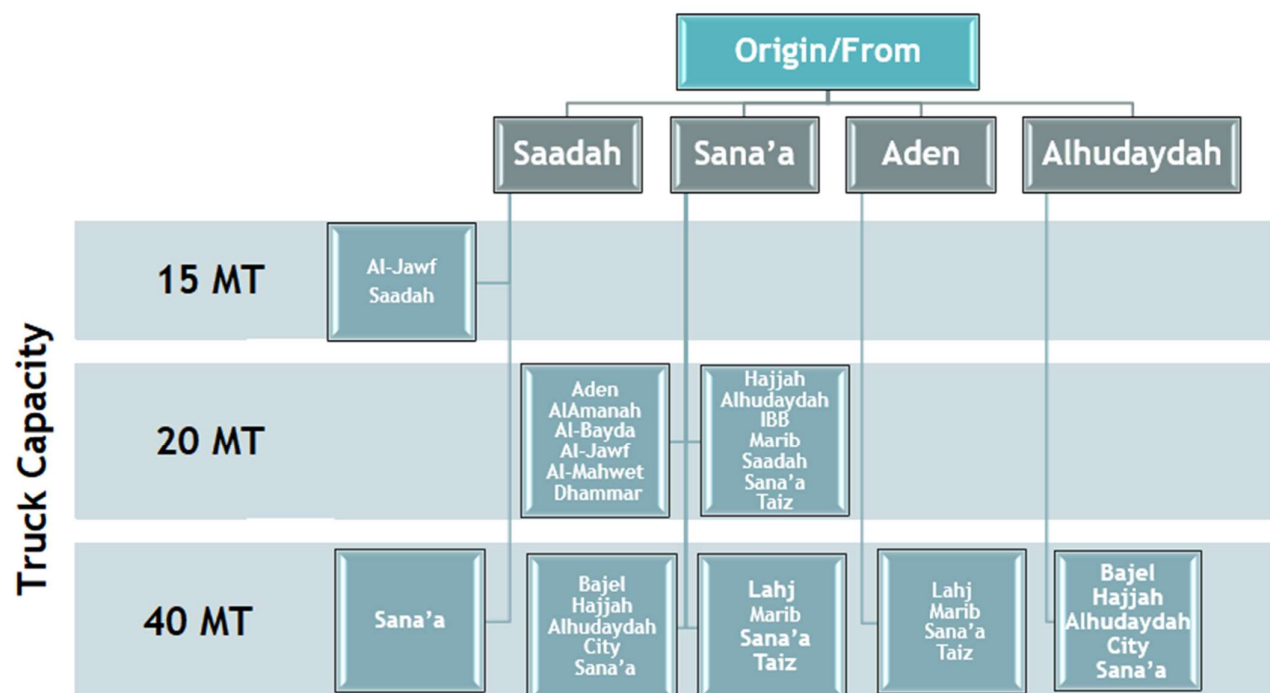 Origin/From
Saadah
Sana’a
Aden
Alhudaydah
Truck Capacity
15 MT
Al-Jawf
Saadah
20 MT
Aden
AlAmanah
Al-Bayda
Al-Jawf
Al-Mahwet
Dhammar
Hajjah
Alhudaydah
IBB
Marib
Saadah
Sana’a
Taiz
40 MT
Sana’a
Bajel
Hajjah
Alhudaydah
City
Sana’a
Lahj
Marib
Sana’a
Taiz
Lahj
Marib
Sana’a
Taiz
Bajel
Hajjah
Alhudaydah
City
Sana’a